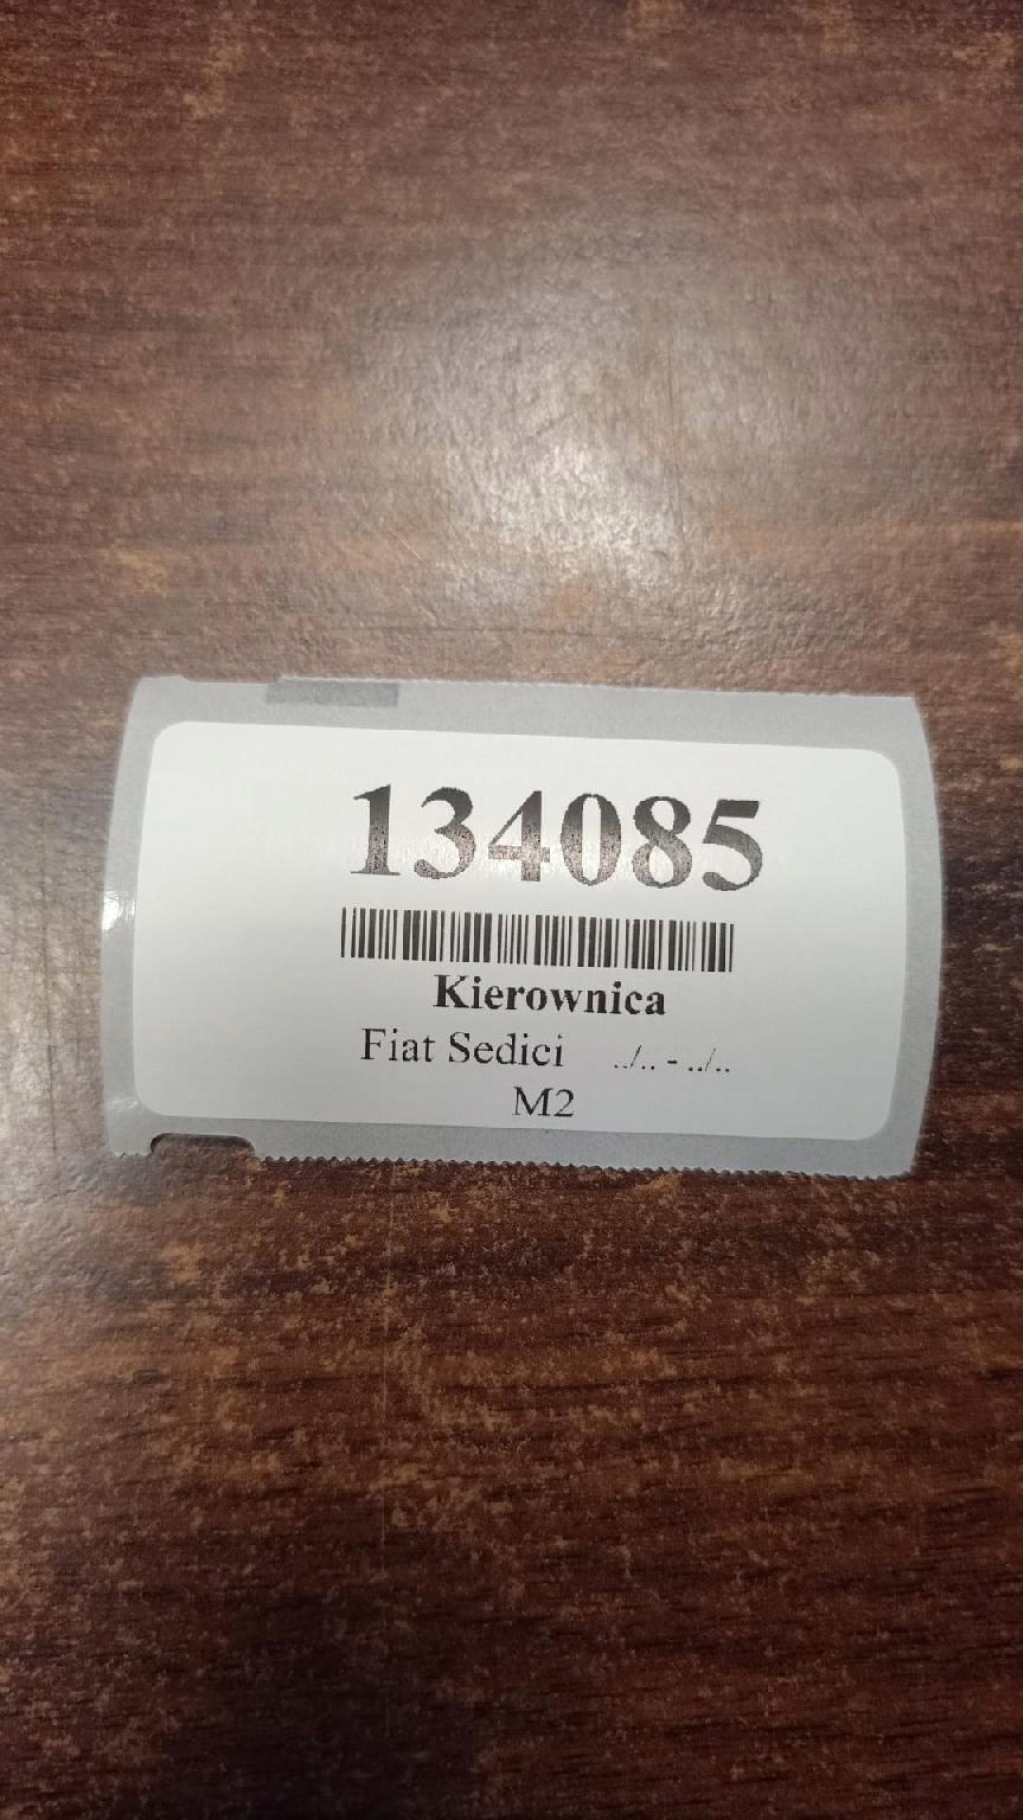 134085
Kierownica
Fiat Sedici ../.. - ../..
M2